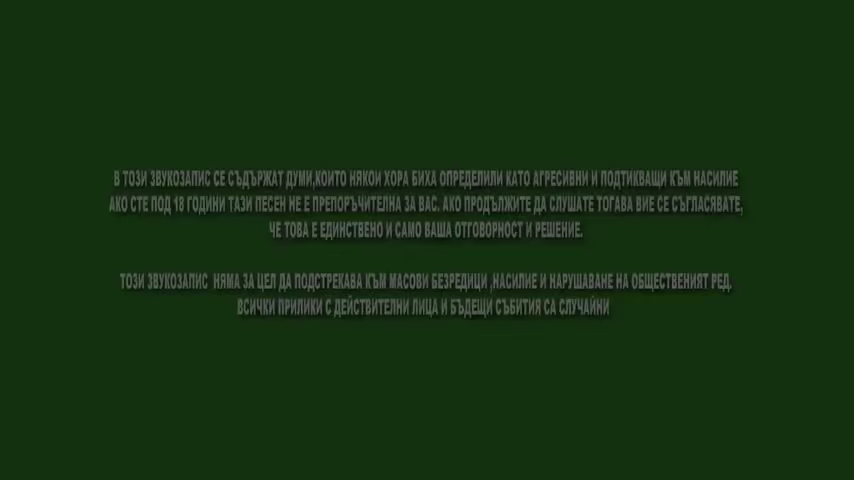 В ТОЗИ ЗВУКОЗАПИС СЕ СЪДЪРЖАТ ДУМИ,КОИТО НЯКОИ ХОРА БИХА ОПРЕДЕЛИЛИ КАТО АГРЕСИВНИ И ПОДТИКВАЩИ КЪМ НАСИЛИЕ
АКО СТЕ ПОД 18 ГОДИНИ ТАЗИ ПЕСЕН НЕ Е ПРЕПОРЪЧИТЕЛНА ЗА ВАС. АКО ПРОДЪЛЖИТЕ ДА СЛУШАТЕ ТОГАВА ВИЕ СЕ СЪГЛАСЯВАТЕ,
ЧЕ ТОВА Е ЕДИНСТВЕНО И САМО ВАША ОТГОВОРНОСТ И РЕШЕНИЕ.
ТОЗИ ЗВУКОЗАПИС НЯМА ЗА ЦЕЛ ДА ПОДСТРЕКАВА КЪМ МАСОВИ БЕЗРЕДИЦИ ,НАСИЛИЕ И НАРУШАВАНЕ НА ОБЩЕСТВЕНИЯТ РЕД.
ВСИЧКИ ПРИЛИКИ С ДЕЙСТВИТЕЛНИ ЛИЦА И БЪДЕЩИ СЪБИТИЯ СА СЛУЧАЙНИ